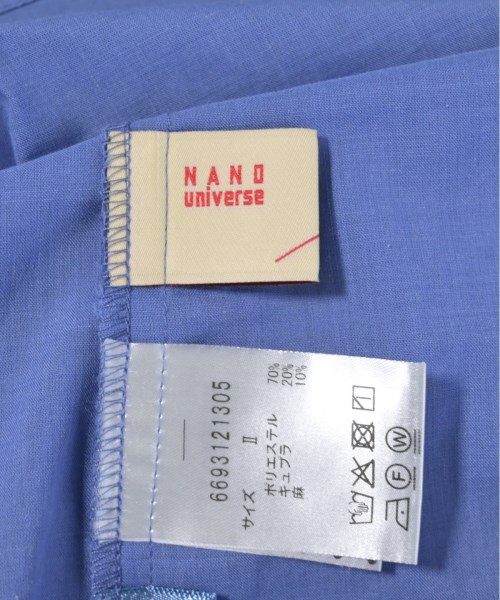 NANO
universe
6693121305
サイズ II
ポリエステル 70%
キュプラ 20%
麻 10%
F W